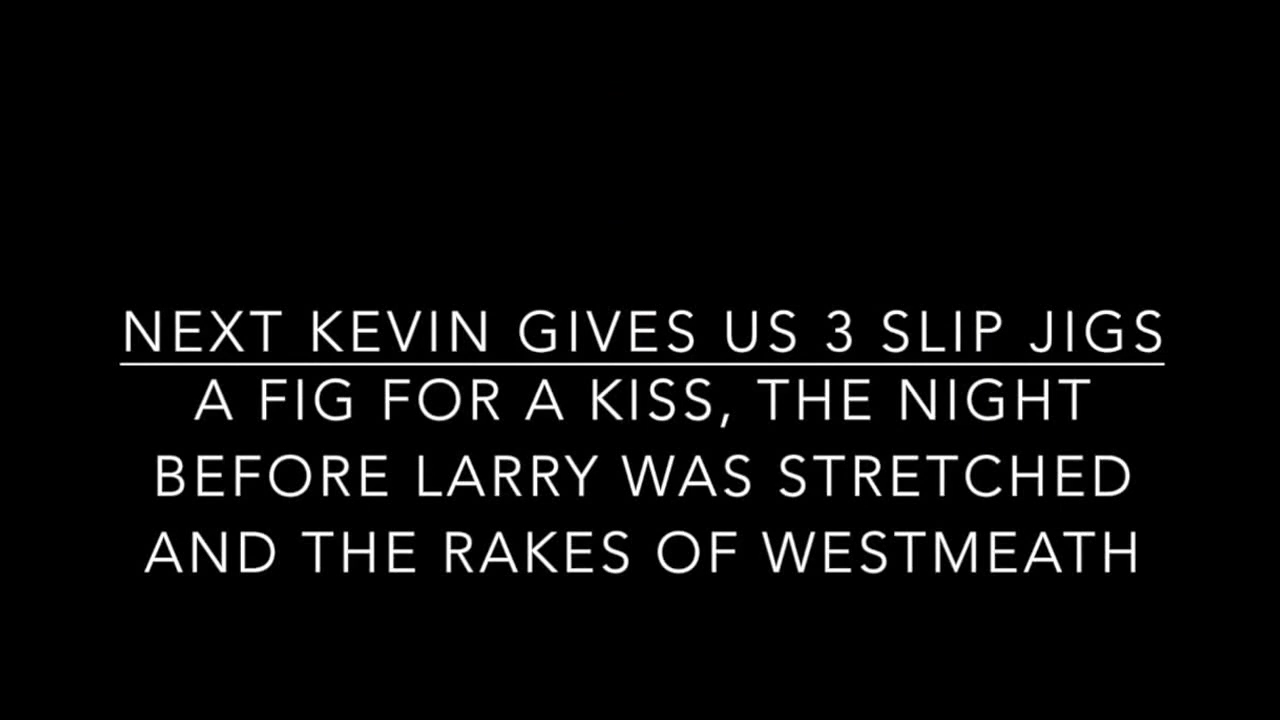 NEXT KEVIN GIVES US 3 SLIP JIGS
A FIG FOR A KISS, THE NIGHT
BEFORE LARRY WAS STRETCHED
AND THE RAKES OF WESTMEATH